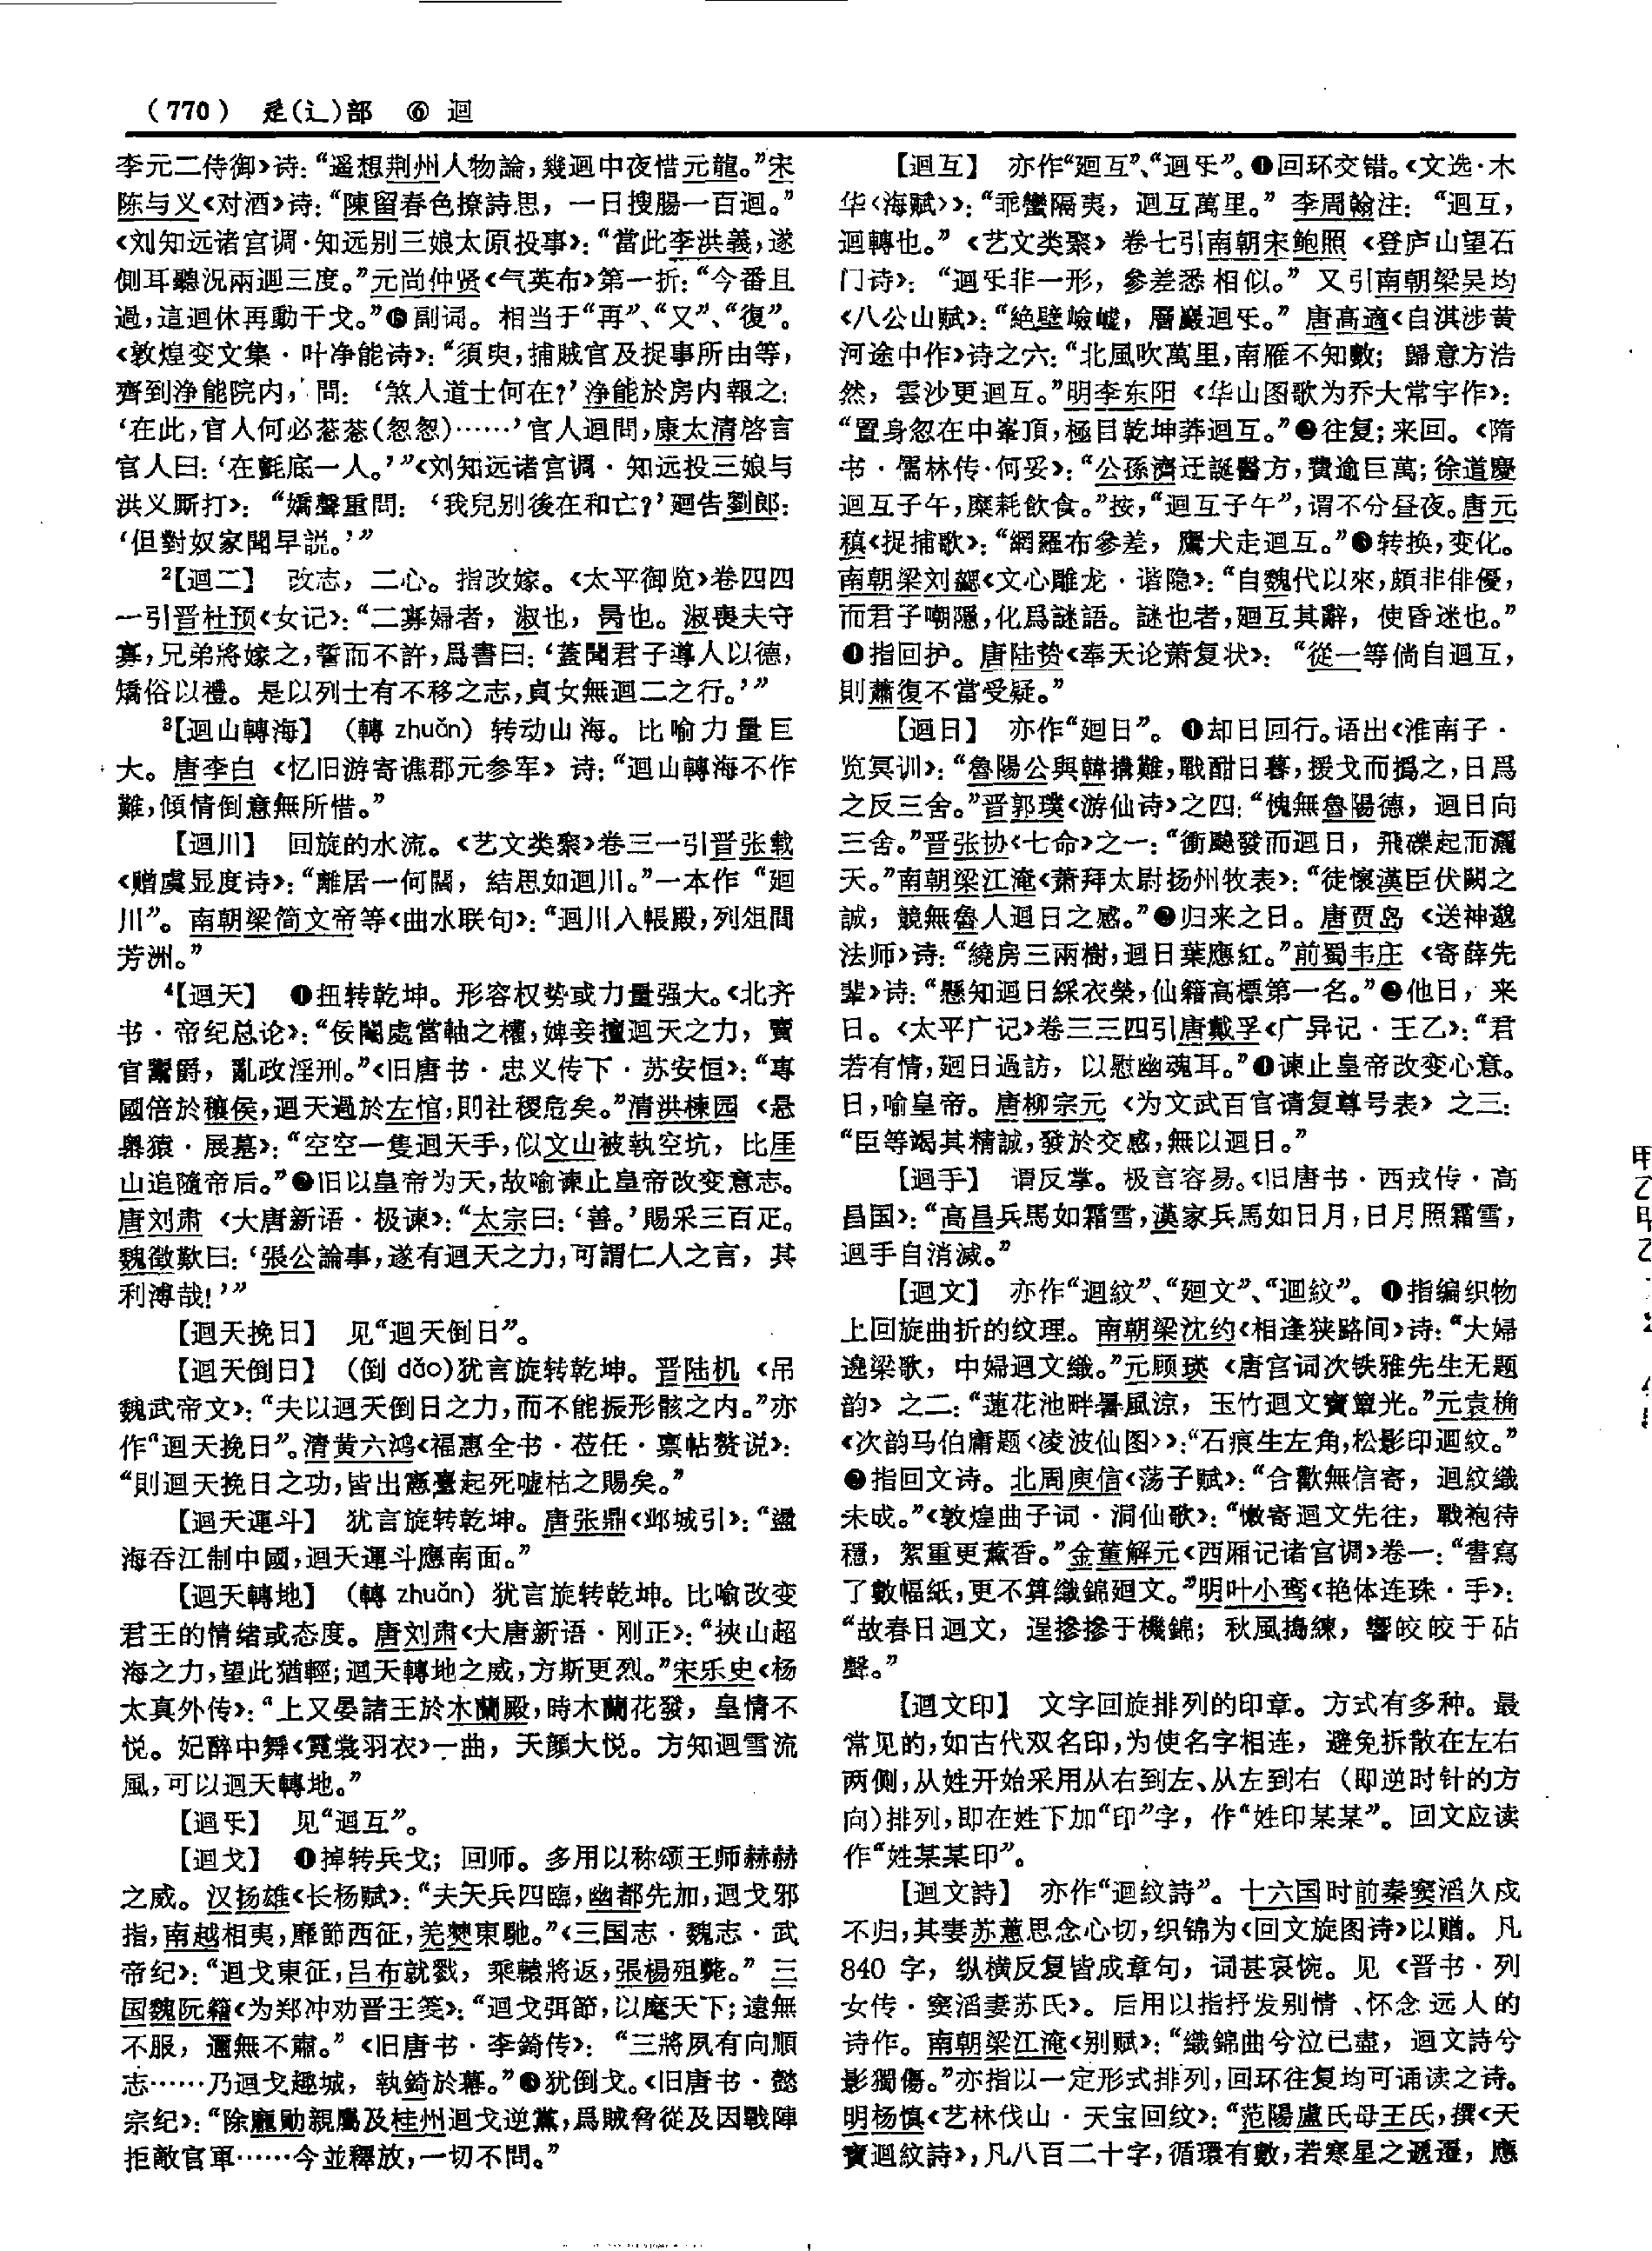 （770） 辵(辶)部 ⑥ 迴
李元二侍御》诗：“遥想荆州人物論，幾迴中夜惜元龍。”宋
陈与义《对酒》诗：“陳留春色撩詩思，一日搜腸一百迴。”
《刘知远诸宫调·知远别三娘太原投事》：“當此李洪義，遂
側耳聽沉兩迴三度。”元尚仲贤《气英布》第一折：“今番且
過，這迴休再動干戈。”⓯副词。相当于“再”、“又”、“復”。
《敦煌变文集·叶净能诗》：“須臾，捕賊官及捉事所由等，
齊到浄能院内，問：‘煞人道士何在？’浄能於房内報之：
‘在此，官人何必忩忩（怱怱）……’官人迴問，康太清啓言
官人曰：‘在氈底一人。’”《刘知远诸宫调·知远投三娘与
洪义厮打》：“嬌聲重問：‘我兒别後在和亡？’廻告劉郎：
‘但對奴家聞早説。’”
²【迴二】 改志，二心。指改嫁。《太平御览》卷四四
一引晋杜预《女记》：“二寡婦者，淑也，昺也。淑喪夫守
寡，兄弟將嫁之，誓而不許，爲書曰：‘蓋聞君子導人以德，
矯俗以禮。是以列士有不移之志，貞女無迴二之行。’”
³【迴山轉海】 （轉 zhuǎn）转动山海。比喻力量巨
大。唐李白《忆旧游寄谯郡元参军》诗：“迴山轉海不作
難，傾情倒意無所惜。”
【迴川】 回旋的水流。《艺文类聚》卷三一引晋张载
《赠虞显度诗》：“離居一何闊，結思如迴川。”一本作“廻
川”。南朝梁简文帝等《曲水联句》：“迴川入帳殿，列俎間
芳洲。”
⁴【迴天】 ❶扭转乾坤。形容权势或力量强大。《北齐
书·帝纪总论》：“佞閹處當軸之權，婢妾擅迴天之力，賣
官鬻爵，亂政淫刑。”《旧唐书·忠义传下·苏安恒》：“專
國倍於穰侯，迴天過於左悺，則社稷危矣。”清洪楝园《悬
嶴猿·展墓》：“空空一隻迴天手，似文山被執空坑，比厓
山追隨帝后。”❷旧以皇帝为天，故喻谏止皇帝改变意志。
唐刘肃《大唐新语·极谏》：“太宗曰：‘善。’賜采三百疋。
魏徵歎曰：‘張公論事，遂有迴天之力，可謂仁人之言，其
利溥哉！’”
【迴天挽日】 见“迴天倒日”。
【迴天倒日】 （倒 dǎo）犹言旋转乾坤。晋陆机《吊
魏武帝文》：“夫以迴天倒日之力，而不能振形骸之内。”亦
作“迴天挽日”。清黄六鸿《福惠全书·莅任·禀帖赘说》：
“則迴天挽日之功，皆出憲臺起死噓枯之賜矣。”
【迴天運斗】 犹言旋转乾坤。唐张鼎《邺城引》：“盪
海吞江制中國，迴天運斗應南面。”
【迴天轉地】 （轉 zhuǎn）犹言旋转乾坤。比喻改变
君王的情绪或态度。唐刘肃《大唐新语·刚正》：“挾山超
海之力，望此猶輕；迴天轉地之威，方斯更烈。”宋乐史《杨
太真外传》：“上又宴諸王於木蘭殿，時木蘭花發，皇情不
悦。妃醉中舞《霓裳羽衣》一曲，天顔大悦。方知迴雪流
風，可以迴天轉地。”
【迴㸦】 见“迴互”。
【迴戈】 ❶掉转兵戈；回师。多用以称颂王师赫赫
之威。汉扬雄《长杨赋》：“夫天兵四臨，幽都先加，迴戈邪
指，南越相夷，靡節西征，羌僰東馳。”《三国志·魏志·武
帝纪》：“迴戈東征，吕布就戮，乘轅將返，張楊殂斃。”三
国魏阮籍《为郑冲劝晋王笺》：“迴戈弭節，以麾天下；遠無
不服，邇無不肅。”《旧唐书·李錡传》：“三將夙有向順
志……乃迴戈趣城，執錡於幕。”❷犹倒戈。《旧唐书·懿
宗纪》：“除龐勛親屬及桂州迴戈逆黨，爲賊脅從及因戰陣
拒敵官軍……今並釋放，一切不問。”
【迴互】 亦作“廻互”、“迴㸦”。❶回环交错。《文选·木
华〈海赋〉》：“乖蠻隔夷，迴互萬里。”李周翰注：“迴互，
迴轉也。”《艺文类聚》卷七引南朝宋鲍照《登庐山望石
门诗》：“迴㸦非一形，參差悉相似。”又引南朝梁吴均
《八公山赋》：“絶壁嶮巇，層巖迴㸦。”唐高適《自淇涉黄
河途中作》诗之六：“北風吹萬里，南雁不知數；歸意方浩
然，雲沙更迴互。”明李东阳《华山图歌为乔大常宇作》：
“置身忽在中峯頂，極目乾坤莽迴互。”❷往复；来回。《隋
书·儒林传·何妥》：“公孫濟迂誕醫方，費逾巨萬；徐道慶
迴互子午，糜耗飲食。”按，“迴互子午”，谓不分昼夜。唐元
稹《捉捕歌》：“網羅布參差，鷹犬走迴互。”❸转换，变化。
南朝梁刘勰《文心雕龙·谐隐》：“自魏代以來，頗非俳優，
而君子嘲隱，化爲謎語。謎也者，廻互其辭，使昏迷也。”
❹指回护。唐陆贽《奉天论萧复状》：“從一等倘自迴互，
則蕭復不當受疑。”
【迴日】 亦作“廻日”。❶却日回行。语出《淮南子·
览冥训》：“魯陽公與韓搆難，戰酣日暮，援戈而撝之，日爲
之反三舍。”晋郭璞《游仙诗》之四：“愧無魯陽德，迴日向
三舍。”晋张协《七命》之一：“衝飇發而迴日，飛礫起而灑
天。”南朝梁江淹《萧拜太尉扬州牧表》：“徒懷漢臣伏闕之
誠，競無魯人迴日之感。”❷归来之日。唐贾岛《送神邈
法师》诗：“繞房三兩樹，迴日葉應紅。”前蜀韦庄《寄薛先
辈》诗：“懸知迴日綵衣榮，仙籍高標第一名。”❸他日，来
日。《太平广记》卷三三四引唐戴孚《广异记·王乙》：“君
若有情，廻日過訪，以慰幽魂耳。”❹谏止皇帝改变心意。
日，喻皇帝。唐柳宗元《为文武百官请复尊号表》之三：
“臣等竭其精誠，發於交感，無以迴日。”
【迴手】 谓反掌。极言容易。《旧唐书·西戎传·高
昌国》：“高昌兵馬如霜雪，漢家兵馬如日月，日月照霜雪，
迴手自消滅。”
【迴文】 亦作“迴紋”、“廻文”、“逥紋”。❶指编织物
上回旋曲折的纹理。南朝梁沈约《相逢狭路间》诗：“大婦
遶梁歌，中婦迴文織。”元顾瑛《唐宫词次铁雅先生无题
韵》之二：“蓮花池畔暑風涼，玉竹迴文寶簟光。”元袁桷
《次韵马伯庸题〈凌波仙图〉》：“石痕生左角，松影印逥紋。”
❷指回文诗。北周庾信《荡子赋》：“合歡無信寄，迴紋織
未成。”《敦煌曲子词·洞仙歌》：“懒寄迴文先往，戰袍待
穩，絮重更薰香。”金董解元《西厢记诸宫调》卷一：“書寫
了數幅紙，更不算織錦廻文。”明叶小鸾《艳体连珠·手》：
“故春日迴文，逞摻摻于機錦；秋風搗練，響皎皎于砧
聲。”
【迴文印】 文字回旋排列的印章。方式有多种。最
常见的，如古代双名印，为使名字相连，避免拆散在左右
两侧，从姓开始采用从右到左、从左到右（即逆时针的方
向）排列，即在姓下加“印”字，作“姓印某某”。回文应读
作“姓某某印”。
【迴文詩】 亦作“迴紋詩”。十六国时前秦窦滔久戍
不归，其妻苏蕙思念心切，织锦为《回文旋图诗》以赠。凡
840 字，纵横反复皆成章句，词甚哀惋。见《晋书·列
女传·窦滔妻苏氏》。后用以指抒发别情、怀念远人的
诗作。南朝梁江淹《别赋》：“織錦曲兮泣已盡，迴文詩兮
影獨傷。”亦指以一定形式排列，回环往复均可诵读之诗。
明杨慎《艺林伐山·天宝回纹》：“范陽盧氏母王氏，撰《天
寶迴紋詩》，凡八百二十字，循環有數，若寒星之遞遷，應